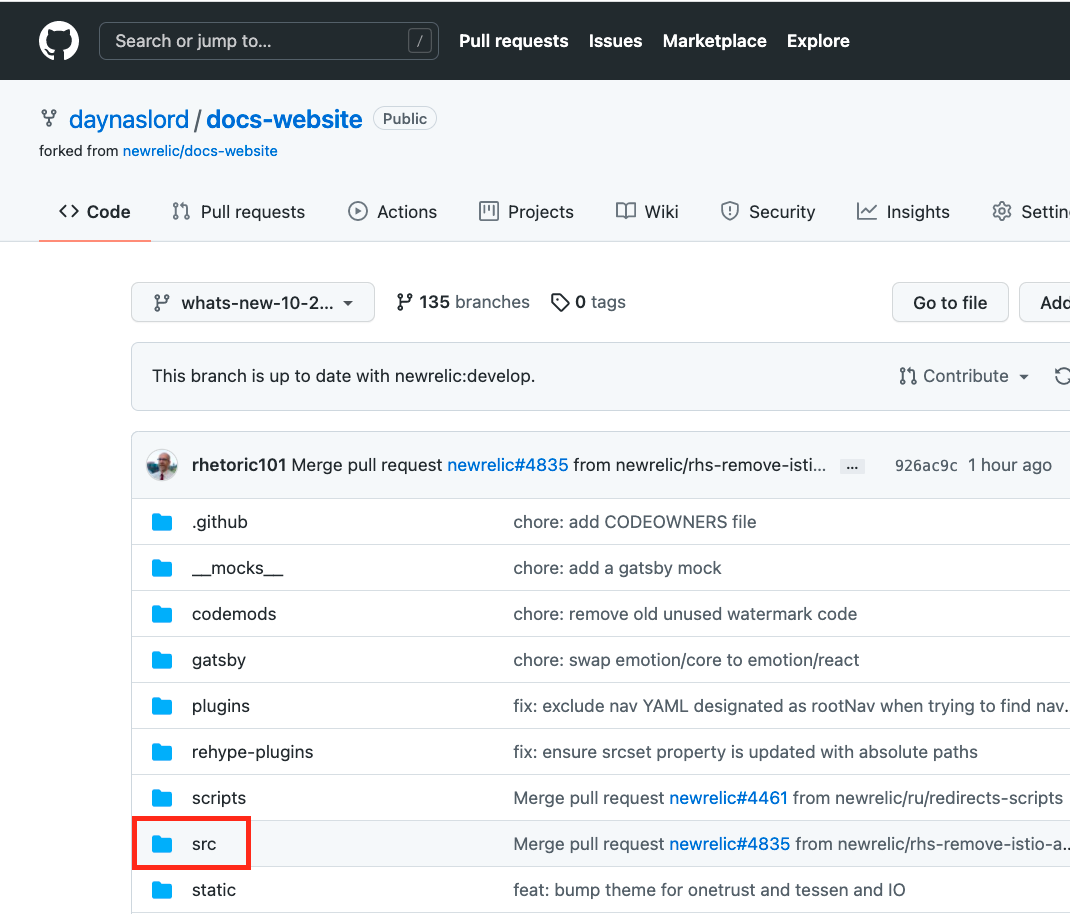 Search or jump to... / Pull requests Issues Marketplace Explore
daynaslord / docs-website Public
forked from newrelic/docs-website
Code Pull requests Actions Projects Wiki Security Insights Settin
whats-new-10-2... 135 branches 0 tags Go to file Add
This branch is up to date with newrelic:develop. Contribute
rhetoric101 Merge pull request newrelic#4835 from newrelic/rhs-remove-isti... ... 926ac9c 1 hour ago
.github chore: add CODEOWNERS file
__mocks__ chore: add a gatsby mock
codemods chore: remove old unused watermark code
gatsby chore: swap emotion/core to emotion/react
plugins fix: exclude nav YAML designated as rootNav when trying to find nav...
rehype-plugins fix: ensure srcset property is updated with absolute paths
scripts Merge pull request newrelic#4461 from newrelic/ru/redirects-scripts
src Merge pull request newrelic#4835 from newrelic/rhs-remove-istio-a...
static feat: bump theme for onetrust and tessen and IO